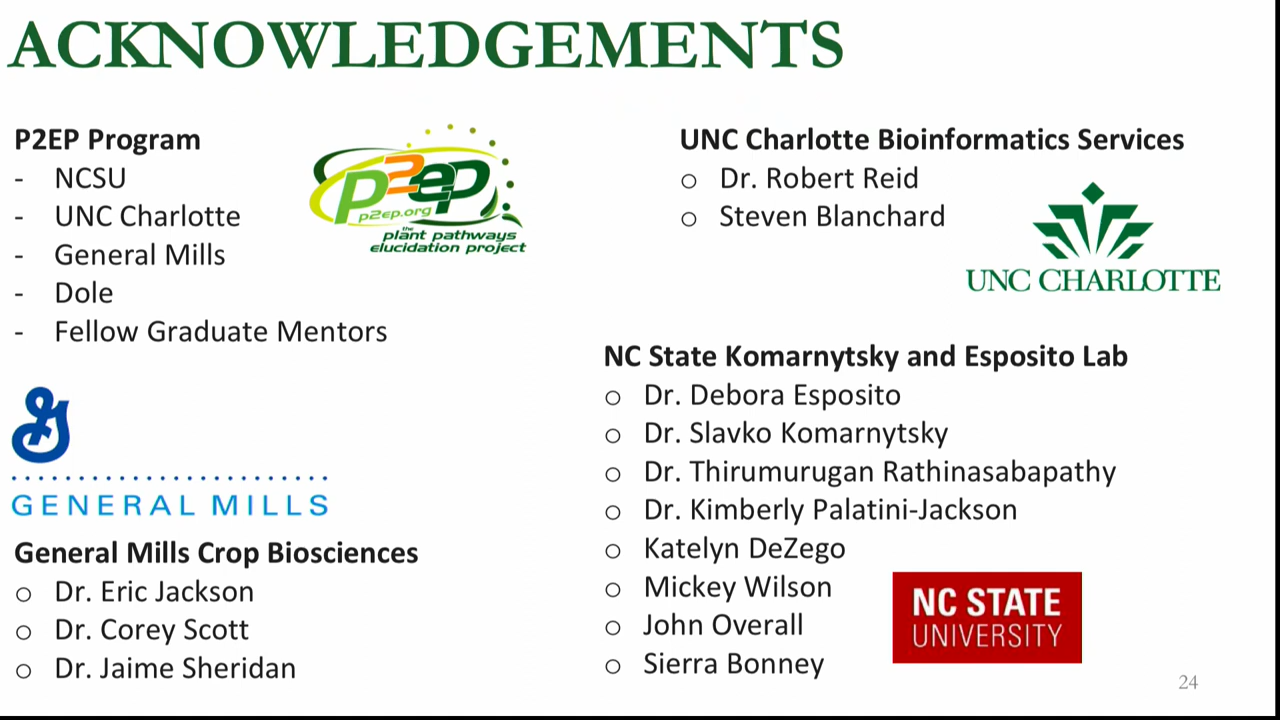 ACKNOWLEDGEMENTS
P2EP Program
- NCSU
- UNC Charlotte
- General Mills
- Dole
- Fellow Graduate Mentors
p2ep
p2ep.org
the
plant pathways
elucidation project
GENERAL MILLS
General Mills Crop Biosciences
o Dr. Eric Jackson
o Dr. Corey Scott
o Dr. Jaime Sheridan
UNC Charlotte Bioinformatics Services
o Dr. Robert Reid
o Steven Blanchard
UNC CHARLOTTE
NC State Komarnytsky and Esposito Lab
o Dr. Debora Esposito
o Dr. Slavko Komarnytsky
o Dr. Thirumurugan Rathinasabapathy
o Dr. Kimberly Palatini-Jackson
o Katelyn DeZego
o Mickey Wilson
o John Overall
o Sierra Bonney
NC STATE
UNIVERSITY
24